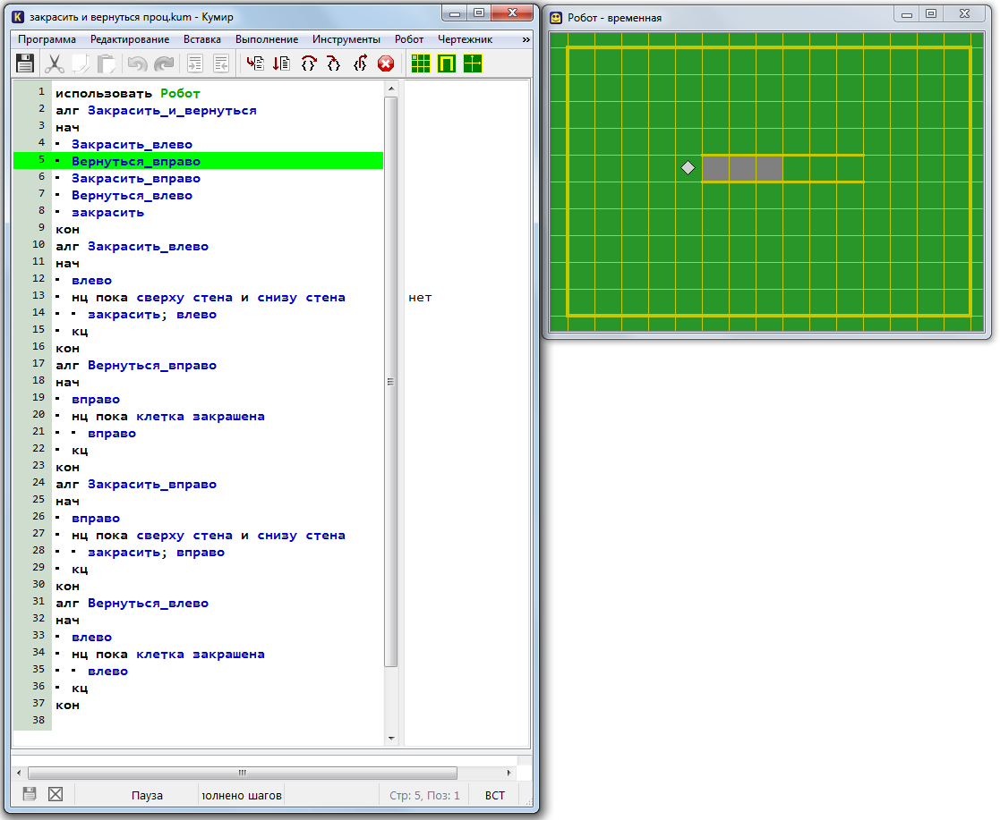 закрасить и вернуться проц.kum - Кумир
Программа Редактирование Вставка Выполнение Инструменты Робот Чертежник »
1 использовать Робот
2 алг Закрасить_и_вернуться
3 нач
4 Закрасить_влево
5 Вернуться_вправо
6 Закрасить_вправо
7 Вернуться_влево
8 закрасить
9 кон
10 алг Закрасить_влево
11 нач
12 влево
13 нц пока сверху стена и снизу стена нет
14 закрасить; влево
15 кц
16 кон
17 алг Вернуться_вправо
18 нач
19 вправо
20 нц пока клетка закрашена
21 вправо
22 кц
23 кон
24 алг Закрасить_вправо
25 нач
26 вправо
27 нц пока сверху стена и снизу стена
28 закрасить; вправо
29 кц
30 кон
31 алг Вернуться_влево
32 нач
33 влево
34 нц пока клетка закрашена
35 влево
36 кц
37 кон
38
Пауза полнено шагов Стр: 5, Поз: 1 ВСТ
Робот - временная